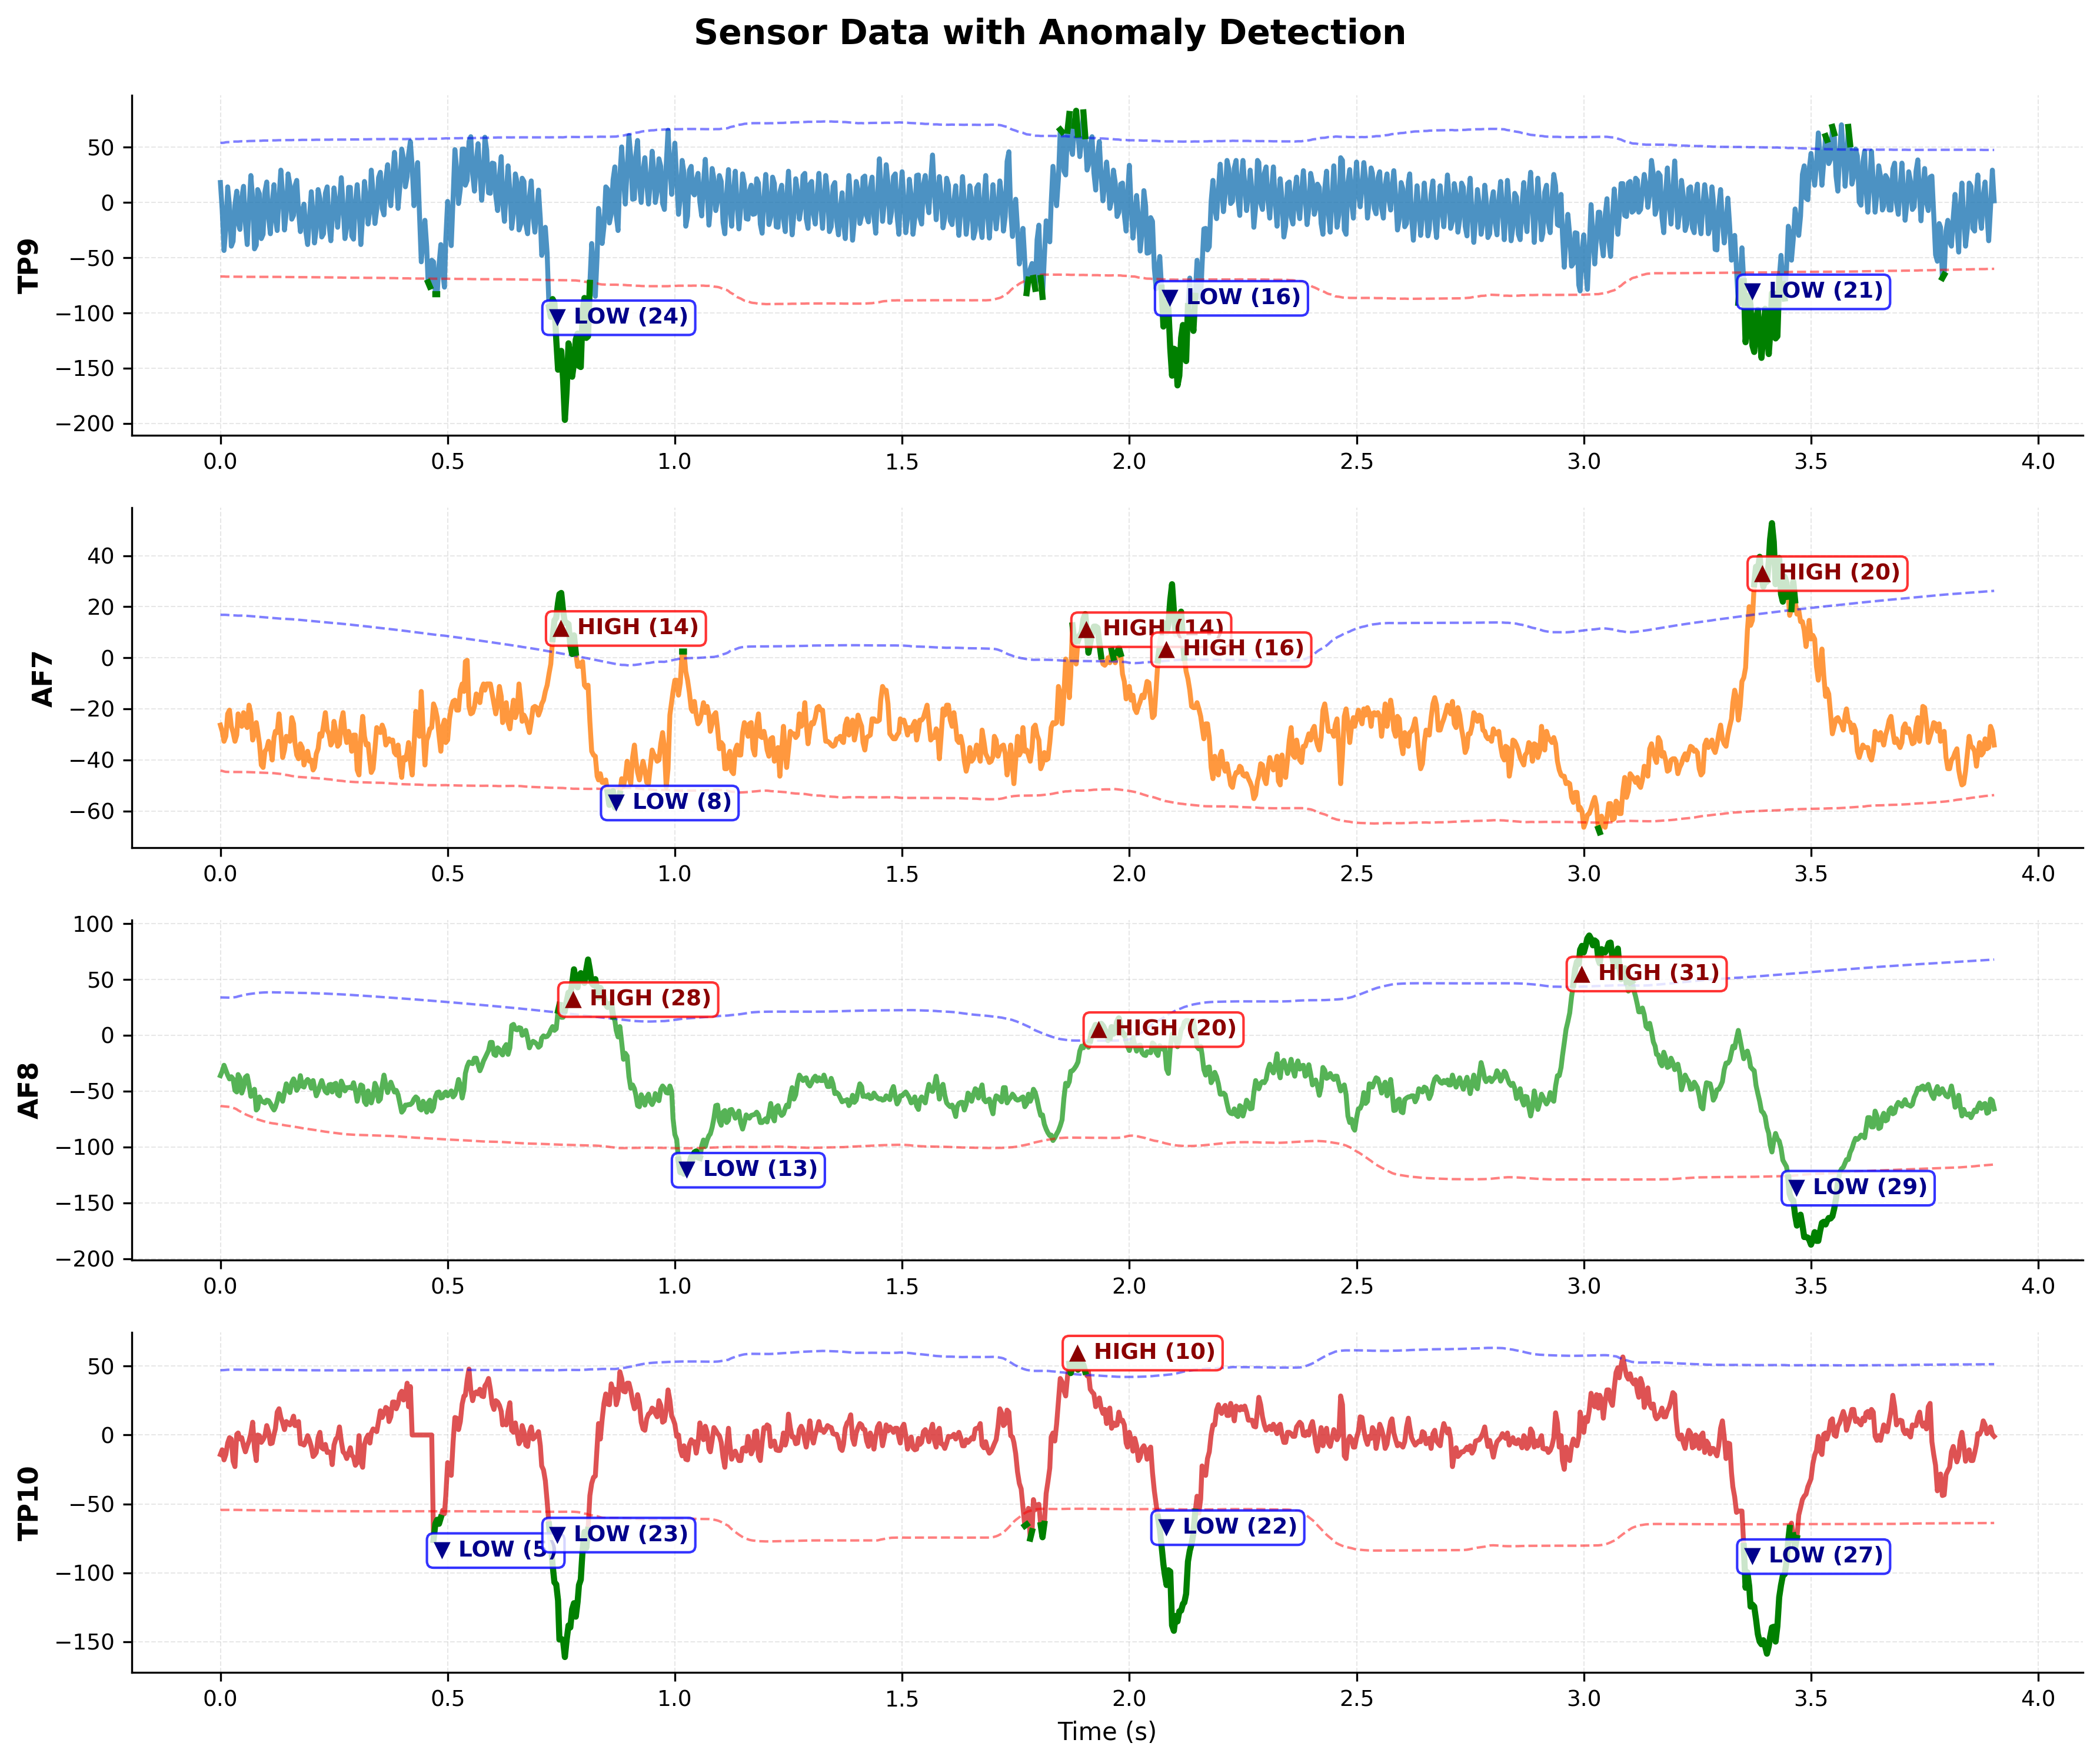 Sensor Data with Anomaly Detection
TP9
50
0
−50
−100
−150
−200
▼ LOW (24)
▼ LOW (16)
▼ LOW (21)
0.0 0.5 1.0 1.5 2.0 2.5 3.0 3.5 4.0
AF7
40
20
0
−20
−40
−60
▲ HIGH (14)
▼ LOW (8)
▲ HIGH (14)
▲ HIGH (16)
▲ HIGH (20)
0.0 0.5 1.0 1.5 2.0 2.5 3.0 3.5 4.0
AF8
100
50
0
−50
−100
−150
−200
▲ HIGH (28)
▼ LOW (13)
▲ HIGH (20)
▲ HIGH (31)
▼ LOW (29)
0.0 0.5 1.0 1.5 2.0 2.5 3.0 3.5 4.0
TP10
50
0
−50
−100
−150
▼ LOW (5)
▼ LOW (23)
▲ HIGH (10)
▼ LOW (22)
▼ LOW (27)
0.0 0.5 1.0 1.5 2.0 2.5 3.0 3.5 4.0
Time (s)